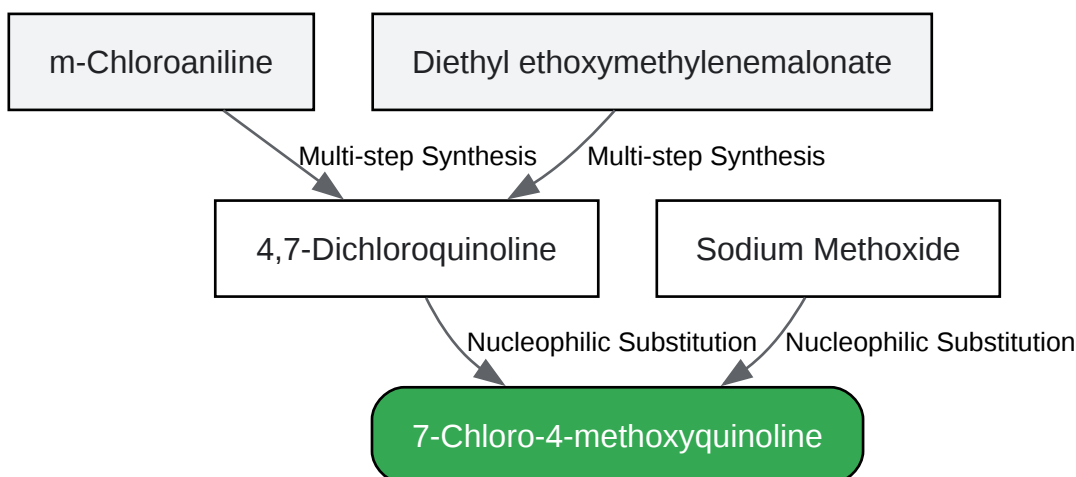 m-Chloroaniline
Diethyl ethoxymethylenemalonate
Multi-step Synthesis
Multi-step Synthesis
4,7-Dichloroquinoline
Sodium Methoxide
Nucleophilic Substitution
Nucleophilic Substitution
7-Chloro-4-methoxyquinoline